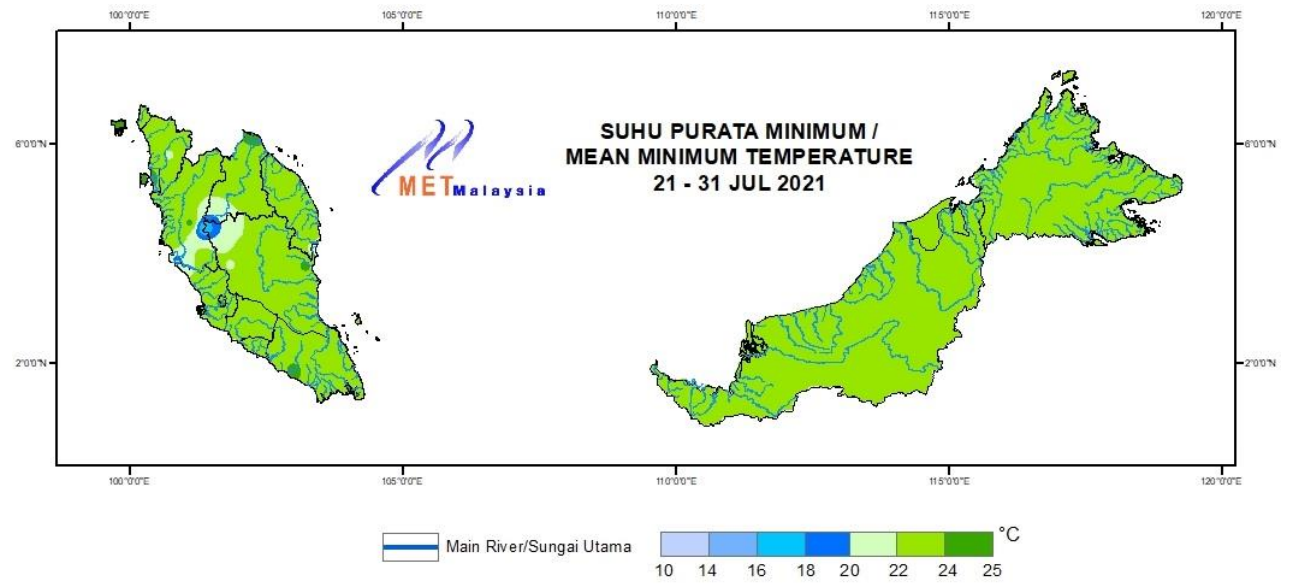 100°0'0"E 105°0'0"E 110°0'0"E 115°0'0"E 120°0'0"E
6°0'0"N 6°0'0"N
SUHU PURATA MINIMUM /
MEAN MINIMUM TEMPERATURE
21 - 31 JUL 2021
METMalaysia
2°0'0"N 2°0'0"N
100°0'0"E 105°0'0"E 110°0'0"E 115°0'0"E 120°0'0"E
Main River/Sungai Utama
°C
10 14 16 18 20 22 24 25